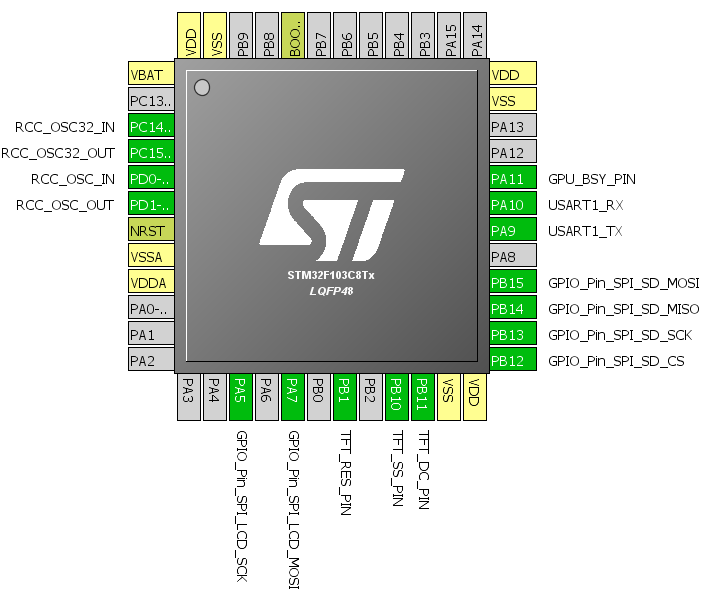 VDD
VSS
PB9
PB8
BOO..
PB7
PB6
PB5
PB4
PB3
PA15
PA14
VBAT
PC13..
RCC_OSC32_IN PC14..
RCC_OSC32_OUT PC15..
RCC_OSC_IN PD0-..
RCC_OSC_OUT PD1-..
NRST
VSSA
VDDA
PA0-..
PA1
PA2
ST
STM32F103C8Tx
LQFP48
VDD
VSS
PA13
PA12
PA11 GPU_BSY_PIN
PA10 USART1_RX
PA9 USART1_TX
PA8
PB15 GPIO_Pin_SPI_SD_MOSI
PB14 GPIO_Pin_SPI_SD_MISO
PB13 GPIO_Pin_SPI_SD_SCK
PB12 GPIO_Pin_SPI_SD_CS
PA3
PA4
PA5 GPIO_Pin_SPI_LCD_SCK
PA6
PA7 GPIO_Pin_SPI_LCD_MOSI
PB0
PB1 TFT_RES_PIN
PB2
PB10 TFT_SS_PIN
PB11 TFT_DC_PIN
VSS
VDD